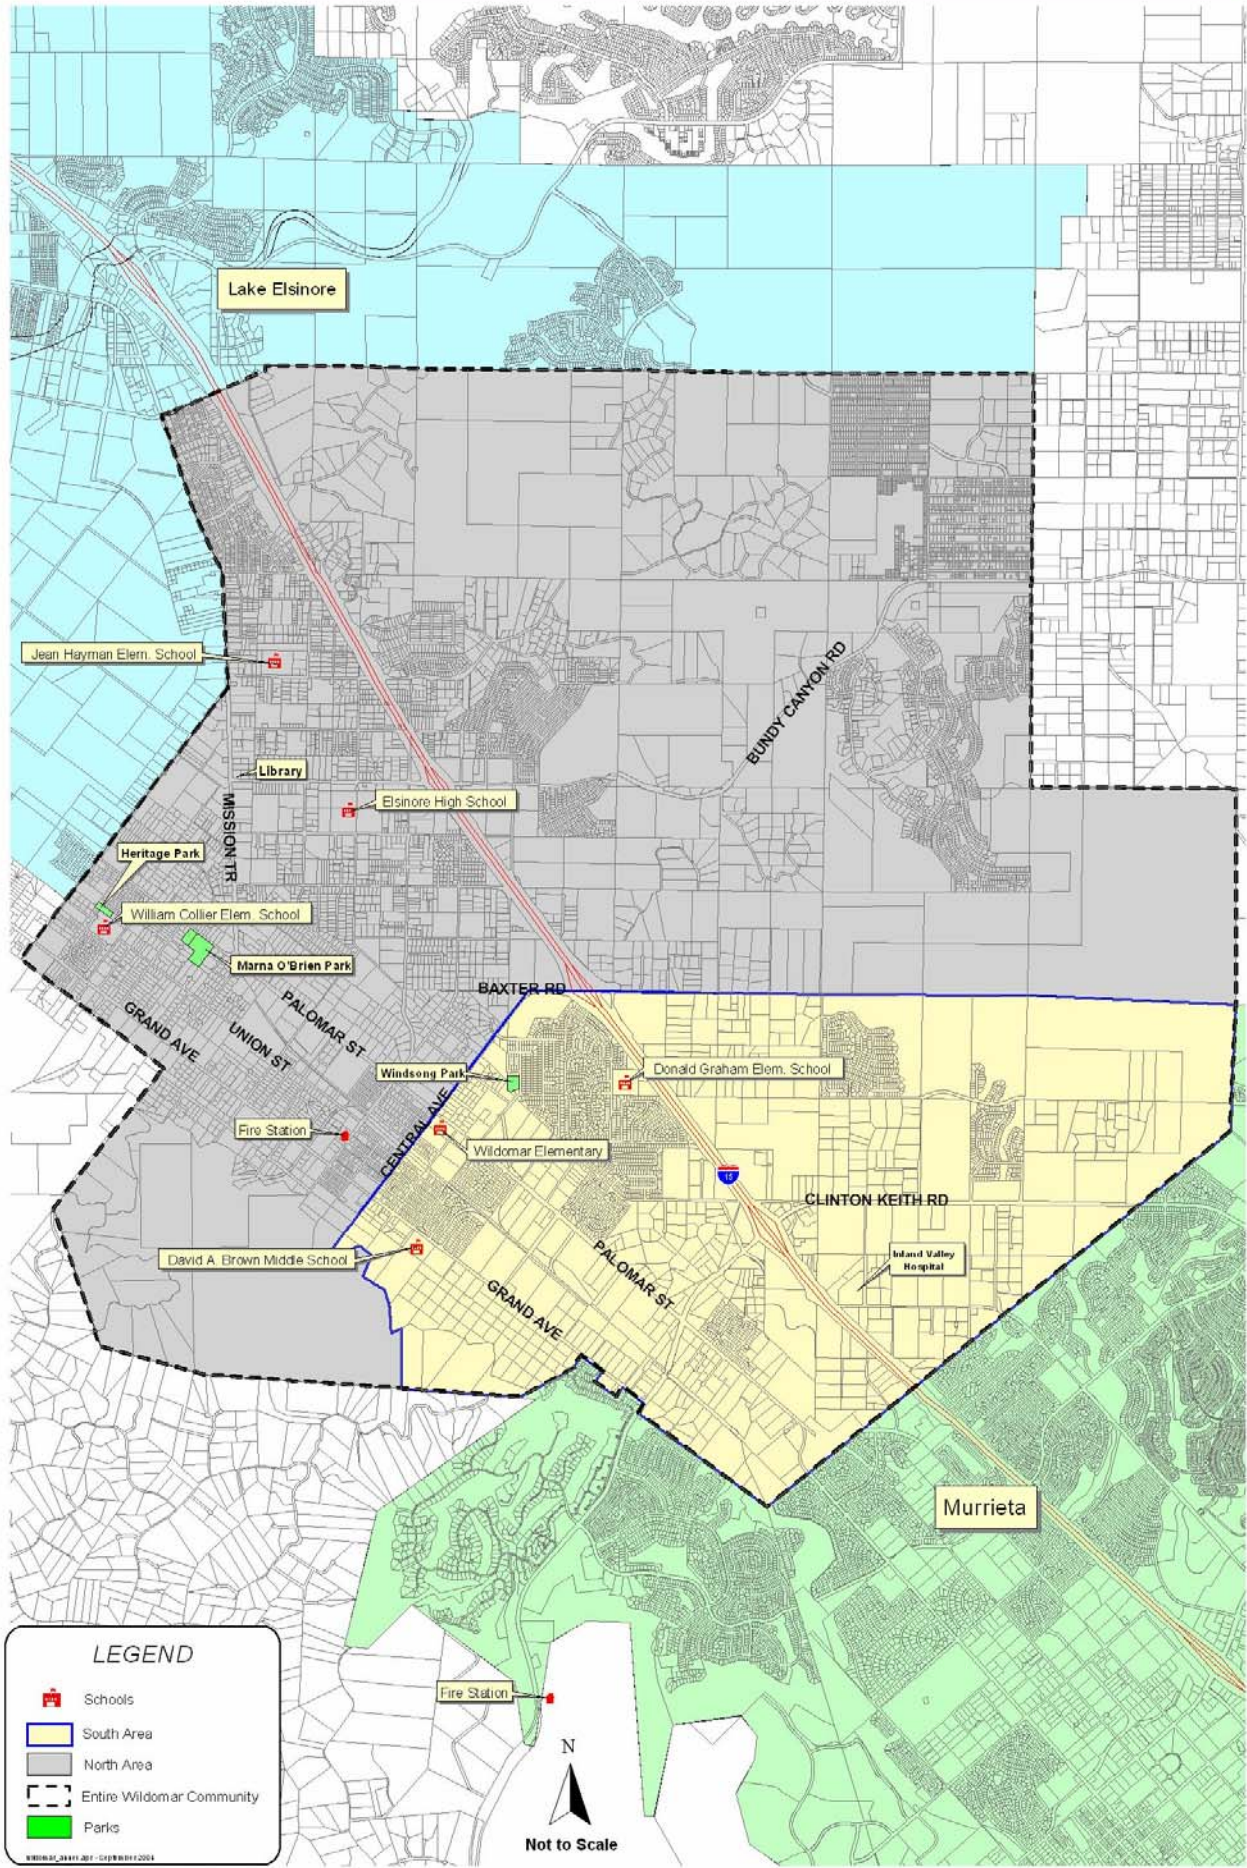 Lake Elsinore
Jean Hayman Elem. School
BUNDY CANYON RD
Library
MISSION TR
Elsinore High School
Heritage Park
William Collier Elem. School
Marna O'Brien Park
BAXTER RD
PALOMAR ST
GRAND AVE
UNION ST
Windsong Park
Donald Graham Elem. School
CENTRAL AVE
Fire Station
Wildomar Elementary
15
CLINTON KEITH RD
David A. Brown Middle School
PALOMAR ST
Inland Valley
Hospital
GRAND AVE
Murrieta
LEGEND
Schools
South Area
North Area
Entire Wildomar Community
Parks
Fire Station
N
Not to Scale